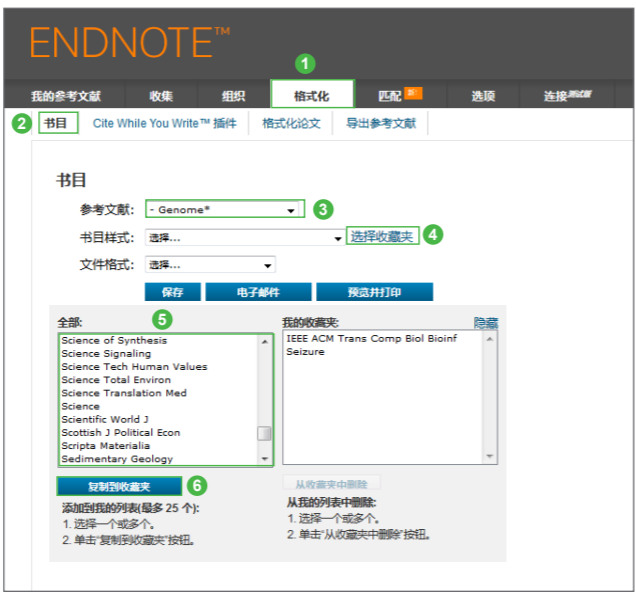 ENDNOTE™
1
我的参考文献 收集 组织 格式化 匹配 新! 选项 连接测试版
2 书目 Cite While You Write™ 插件 格式化论文 导出参考文献
书目
参考文献: - Genome* 3
书目样式: 选择... 选择收藏夹 4
文件格式: 选择...
保存 电子邮件 预览并打印
全部: 5 我的收藏夹: 隐藏
Science of Synthesis
Science Signaling
Science Tech Human Values
Science Total Environ
Science Translation Med
Science
Scientific World J
Scottish J Political Econ
Scripta Materialia
Sedimentary Geology
IEEE ACM Trans Comp Biol Bioinf
Seizure
复制到收藏夹 6
添加到我的列表(最多 25 个):
1. 选择一个或多个。
2. 单击“复制到收藏夹”按钮。
从收藏夹中删除
从我的列表中删除:
1. 选择一个或多个。
2. 单击“从收藏夹中删除”按钮。